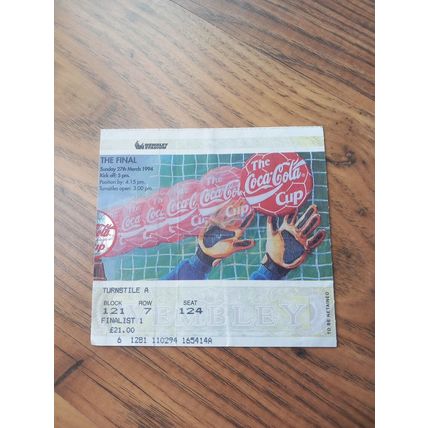 WEMBLEY
STADIUM
THE FINAL
Sunday 27th March 1994
Kick off: 5 pm.
Position by: 4.15 pm.
Turnstiles open: 3.00 pm.
The
Coca-Cola
Cup
TURNSTILE A
BLOCK ROW SEAT
121 7 124
FINALIST 1
£21.00
6 1281 110294 165414A
WEMBLEY
TO BE RETAINED